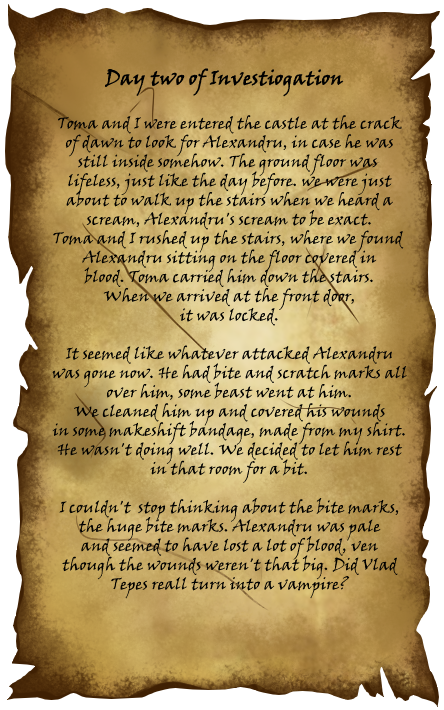 Day two of Investiogation
Toma and I were entered the castle at the crack
of dawn to look for Alexandru, in case he was
still inside somehow. The ground floor was
lifeless, just like the day before. we were just
about to walk up the stairs when we heard a
scream, Alexandru's scream to be exact.
Toma and I rushed up the stairs, where we found
Alexandru sitting on the floor covered in
blood. Toma carried him down the stairs.
When we arrived at the front door,
it was locked.
It seemed like whatever attacked Alexandru
was gone now. He had bite and scratch marks all
over him, some beast went at him.
We cleaned him up and covered his wounds
in some makeshift bandage, made from my shirt.
He wasn't doing well. We decided to let him rest
in that room for a bit.
I couldn't stop thinking about the bite marks,
the huge bite marks. Alexandru was pale
and seemed to have lost a lot of blood, ven
though the wounds weren't that big. Did Vlad
Tepes reall turn into a vampire?